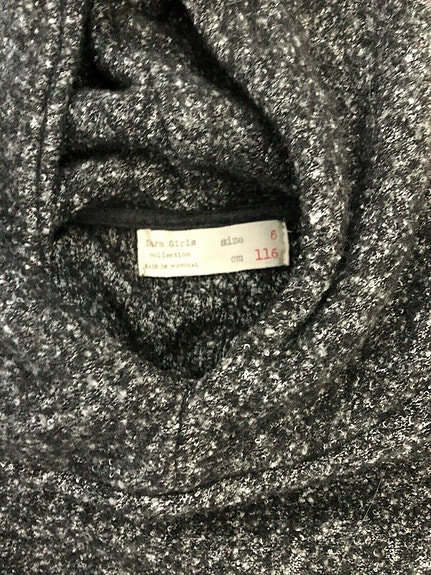 Zara Girls size 6
collection cm 116
MADE IN PORTUGAL